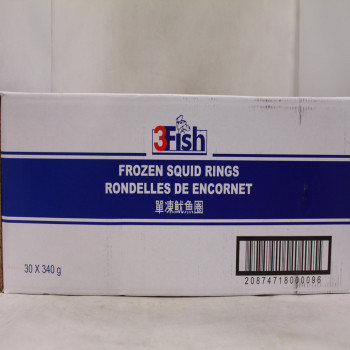 3Fish
FROZEN SQUID RINGS
RONDELLES DE ENCORNET
單凍魷魚圈
30 X 340 g
20874718000096